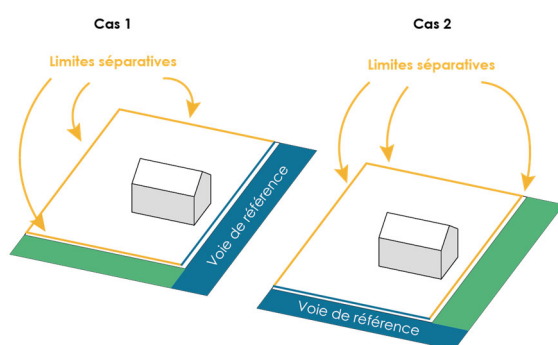 Cas 1
Cas 2
Limites séparatives
Limites séparatives
Voie de référence
Voie de référence